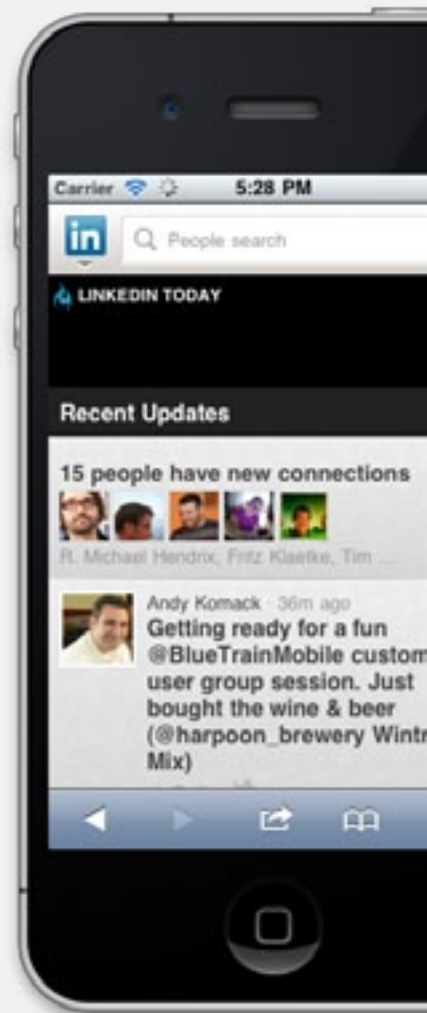 Carrier 5:28 PM
in People search
LINKEDIN TODAY
Recent Updates
15 people have new connections
R. Michael Hendrix, Fritz Klaetke, Tim ...
Andy Komack · 36m ago
Getting ready for a fun
@BlueTrainMobile custom
user group session. Just
bought the wine & beer
(@harpoon_brewery Wintr
Mix)